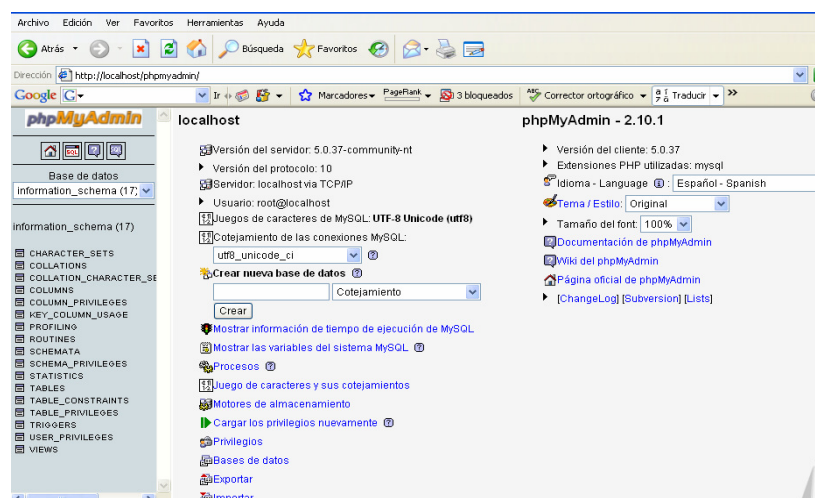 Archivo Edición Ver Favoritos Herramientas Ayuda
Atrás Búsqueda Favoritos
Dirección http://localhost/phpmyadmin/
Google G Ir Marcadores PageRank 3 bloqueados Corrector ortográfico Traducir »
phpMyAdmin
SQL
Base de datos
information_schema (17)
information_schema (17)
CHARACTER_SETS
COLLATIONS
COLLATION_CHARACTER_SE
COLUMNS
COLUMN_PRIVILEGES
KEY_COLUMN_USAGE
PROFILING
ROUTINES
SCHEMATA
SCHEMA_PRIVILEGES
STATISTICS
TABLES
TABLE_CONSTRAINTS
TABLE_PRIVILEGES
TRIGGERS
USER_PRIVILEGES
VIEWS
localhost
Versión del servidor: 5.0.37-community-nt
Versión del protocolo: 10
Servidor: localhost via TCP/IP
Usuario: root@localhost
Juegos de caracteres de MySQL: UTF-8 Unicode (utf8)
Cotejamiento de las conexiones MySQL:
utf8_unicode_ci
Crear nueva base de datos
Cotejamiento
Crear
Mostrar información de tiempo de ejecución de MySQL
Mostrar las variables del sistema MySQL
Procesos
Juego de caracteres y sus cotejamientos
Motores de almacenamiento
Cargar los privilegios nuevamente
Privilegios
Bases de datos
Exportar
Importar
phpMyAdmin - 2.10.1
Versión del cliente: 5.0.37
Extensiones PHP utilizadas: mysql
Idioma - Language : Español - Spanish
Tema / Estilo: Original
Tamaño del font: 100%
Documentación de phpMyAdmin
Wiki del phpMyAdmin
Página oficial de phpMyAdmin
[ChangeLog] [Subversion] [Lists]